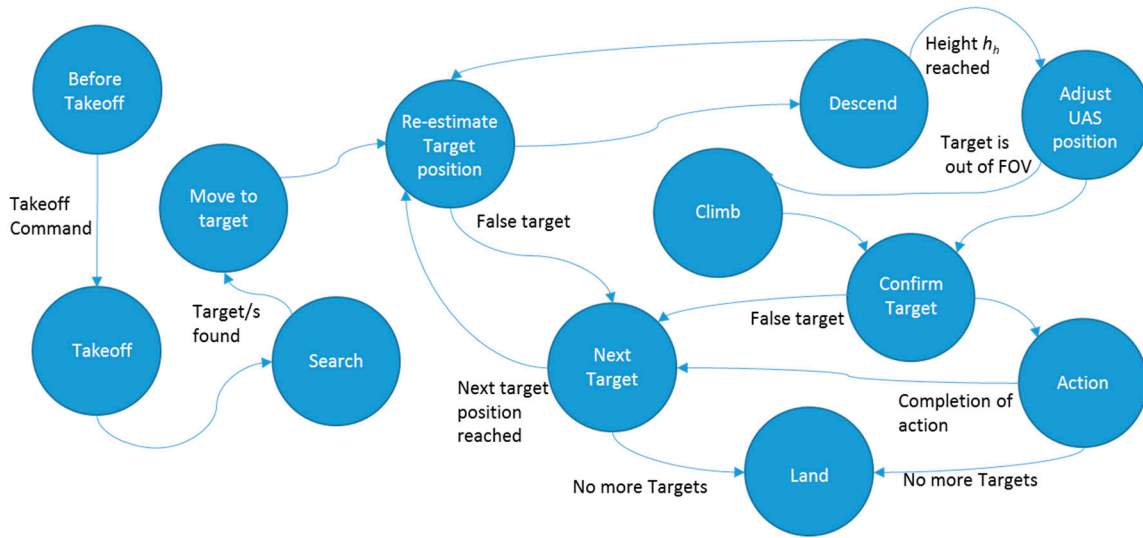 Before
Takeoff
Takeoff
Command
Takeoff
Move to
target
Target/s
found
Search
Re-estimate
Target
position
False target
Descend
Height hₕ
reached
Adjust
UAS
position
Target is
out of FOV
Climb
Confirm
Target
False target
Next
Target
Next target
position
reached
Action
Completion of
action
Land
No more Targets
No more Targets